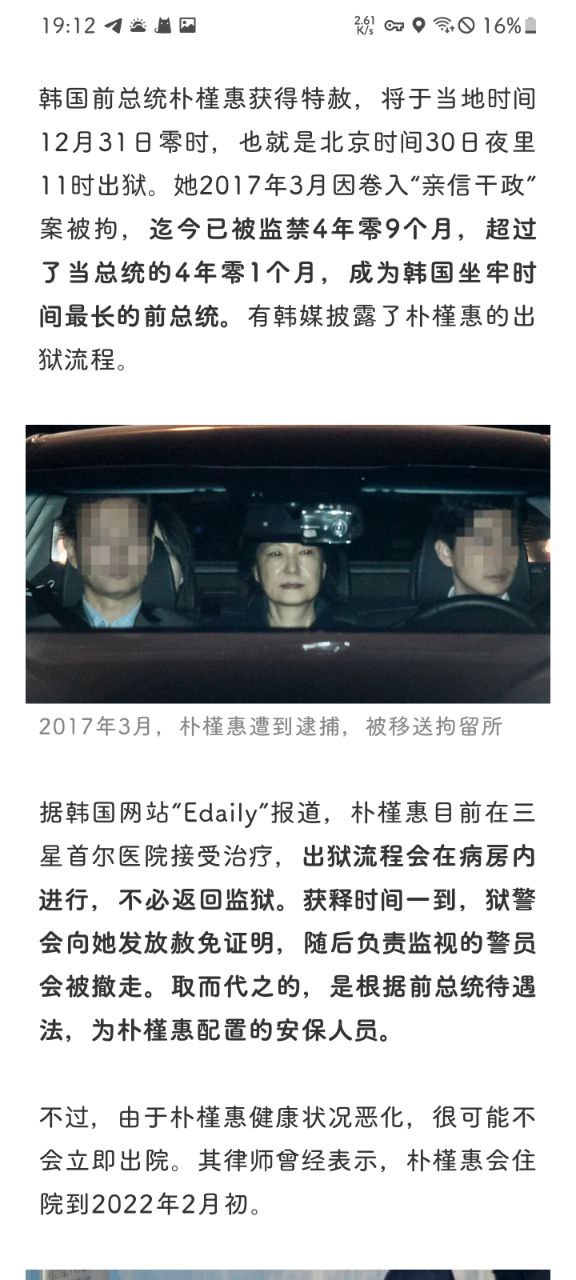 19:12
2.61
K/s
16%
韩国前总统朴槿惠获得特赦，将于当地时间
12月31日零时，也就是北京时间30日夜里
11时出狱。她2017年3月因卷入“亲信干政”
案被拘，迄今已被监禁4年零9个月，超过
了当总统的4年零1个月，成为韩国坐牢时
间最长的前总统。有韩媒披露了朴槿惠的出
狱流程。
2017年3月，朴槿惠遭到逮捕，被移送拘留所
据韩国网站“Edaily”报道，朴槿惠目前在三
星首尔医院接受治疗，出狱流程会在病房内
进行，不必返回监狱。获释时间一到，狱警
会向她发放赦免证明，随后负责监视的警员
会被撤走。取而代之的，是根据前总统待遇
法，为朴槿惠配置的安保人员。
不过，由于朴槿惠健康状况恶化，很可能不
会立即出院。其律师曾经表示，朴槿惠会住
院到2022年2月初。